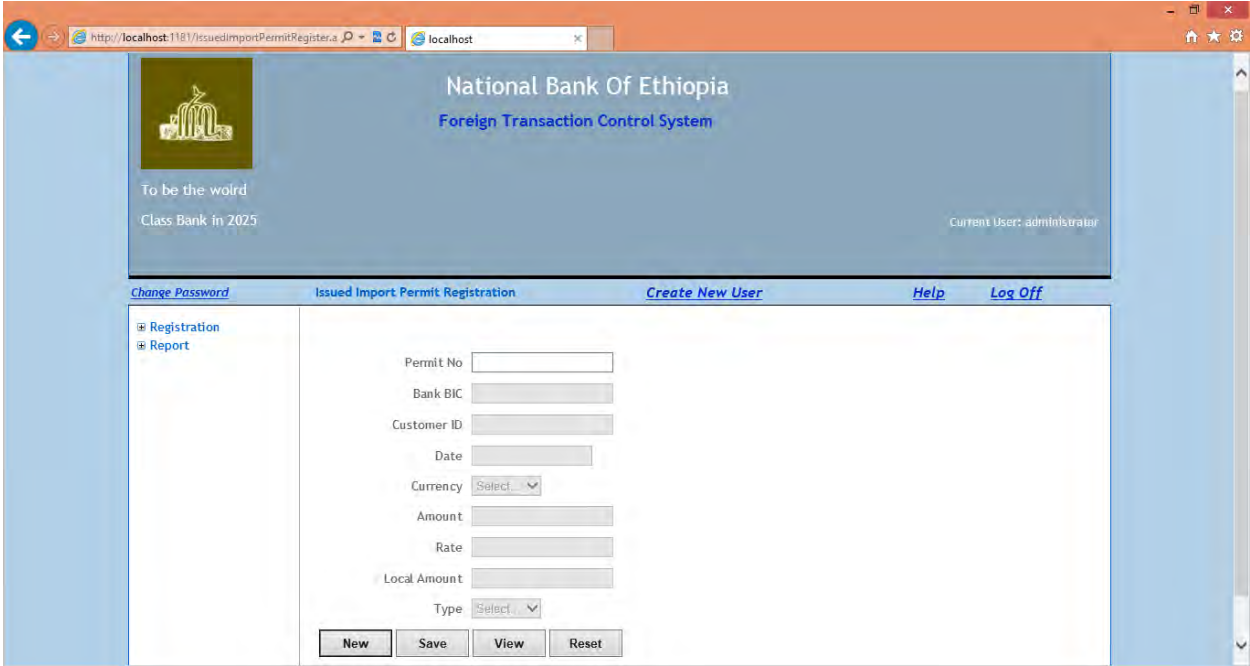 http://localhost:1181/issuedimportPermitRegister.a
localhost
National Bank Of Ethiopia
Foreign Transaction Control System
To be the wolrd
Class Bank in 2025
Current User: administrator
Change Password Issued Import Permit Registration Create New User Help Log Off
Registration
Report
Permit No
Bank BIC
Customer ID
Date
Currency Select...
Amount
Rate
Local Amount
Type Select...
New Save View Reset